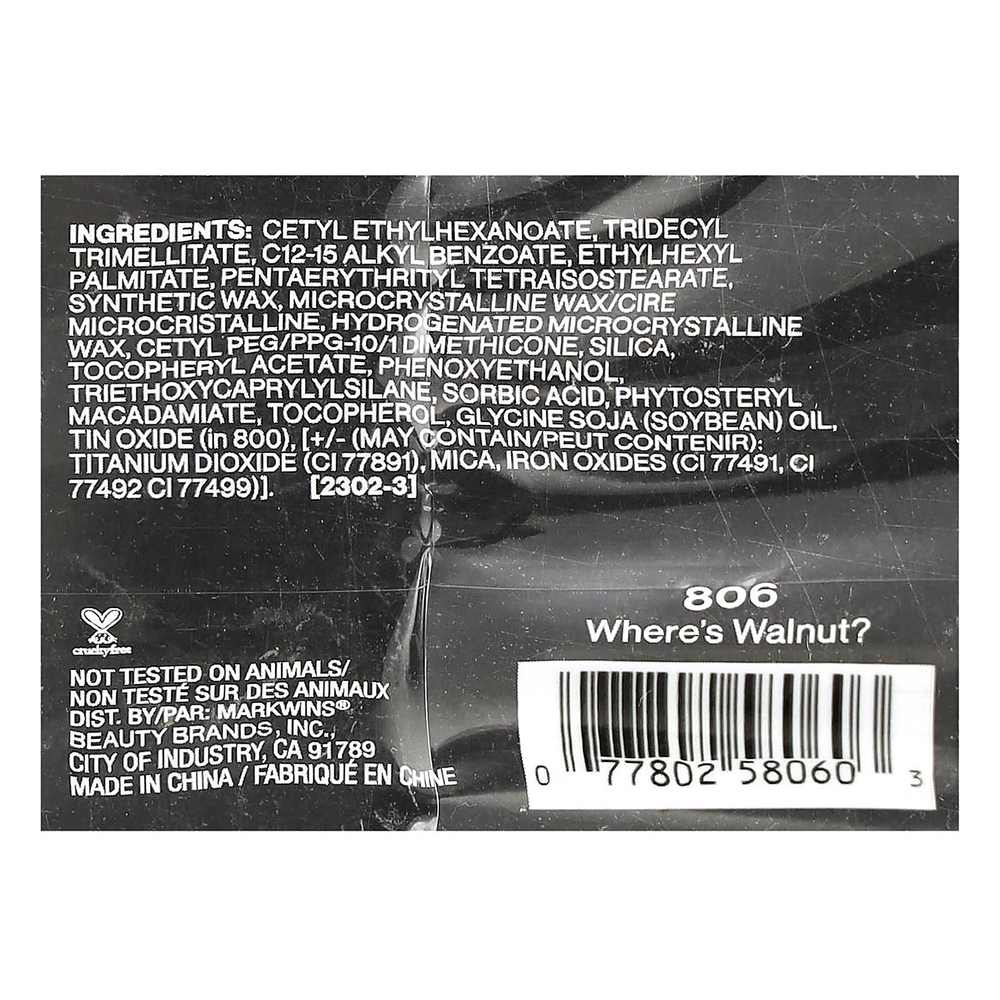 INGREDIENTS: CETYL ETHYLHEXANOATE, TRIDECYL
TRIMELLITATE, C12-15 ALKYL BENZOATE, ETHYLHEXYL
PALMITATE, PENTAERYTHRITYL TETRAISOSTEARATE,
SYNTHETIC WAX, MICROCRYSTALLINE WAX/CIRE
MICROCRISTALLINE, HYDROGENATED MICROCRYSTALLINE
WAX, CETYL PEG/PPG-10/1 DIMETHICONE, SILICA,
TOCOPHERYL ACETATE, PHENOXYETHANOL,
TRIETHOXYCAPRYLYLSILANE, SORBIC ACID, PHYTOSTERYL
MACADAMIATE, TOCOPHEROL, GLYCINE SOJA (SOYBEAN) OIL,
TIN OXIDE (in 800), [+/- (MAY CONTAIN/PEUT CONTENIR):
TITANIUM DIOXIDE (CI 77891), MICA, IRON OXIDES (CI 77491, CI
77492 CI 77499)]. [2302-3]
crueltyfree
NOT TESTED ON ANIMALS/
NON TESTÉ SUR DES ANIMAUX
DIST. BY/PAR: MARKWINS®
BEAUTY BRANDS, INC.,
CITY OF INDUSTRY, CA 91789
MADE IN CHINA / FABRIQUÉ EN CHINE
806
Where's Walnut?
0 77802 58060 3